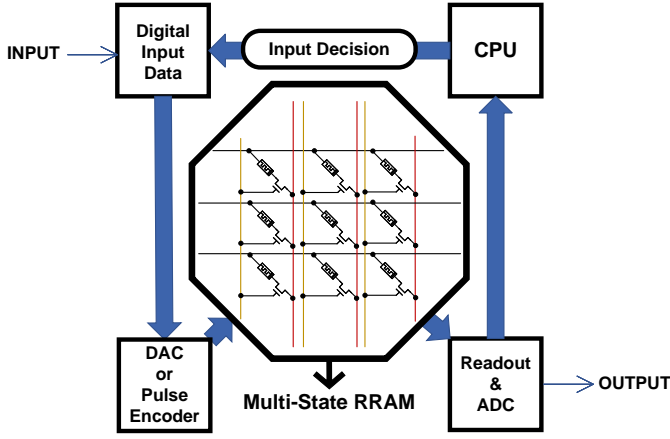 INPUT
Digital
Input
Data
Input Decision
CPU
DAC
or
Pulse
Encoder
Multi-State RRAM
Readout
&
ADC
OUTPUT